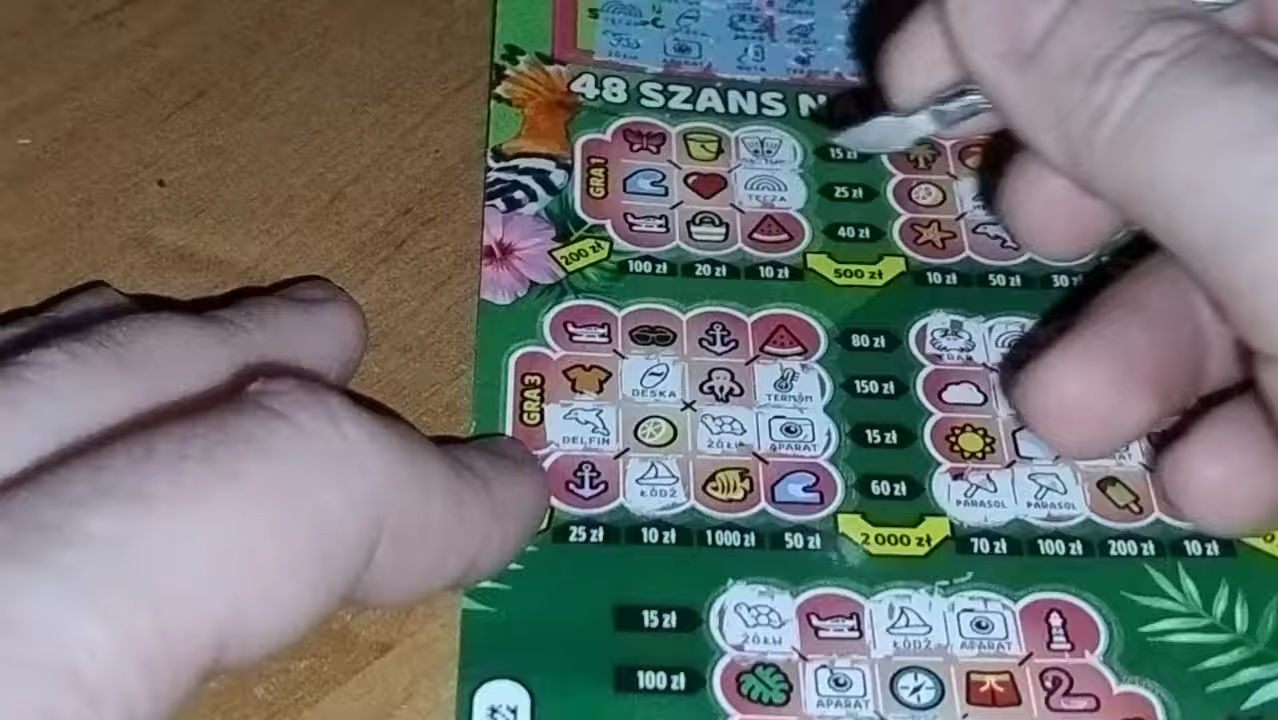 48 SZANS N
GRA 1
TĘCZA
15 zł
25 zł
40 zł
200 zł
100 zł 20 zł 10 zł
500 zł
10 zł 50 zł 30
GRA 3
DESKA
DELFIN ŻÓŁW APARAT
ŁÓDŹ
80 zł
150 zł
15 zł
60 zł
PARASOL PARASOL
25 zł 10 zł 1 000 zł 50 zł
2 000 zł
70 zł 100 zł 200 zł 10 zł
15 zł
ŻÓŁW ŁÓDŹ APARAT
100 zł
APARAT